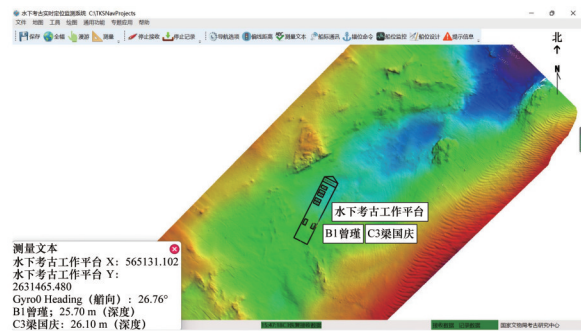 水下考古实时定位监测系统 C:\TKSNavProjects
文件 地图 工具 绘图 通用功能 专题应用 帮助
保存 全幅 漫游 测量 停止接收 停止记录 导航选项 偏线距离 测量文本 船际通讯 锚位命令 船位监控 船位设计 提示信息
北
N
水下考古工作平台
B1曾瑾 C3梁国庆
测量文本
水下考古工作平台 X：565131.102
水下考古工作平台 Y：
2631465.480
Gyro0 Heading（艏向）：26.76°
B1曾瑾；25.70 m（深度）
C3梁国庆：26.10 m（深度）
国家文物局考古研究中心